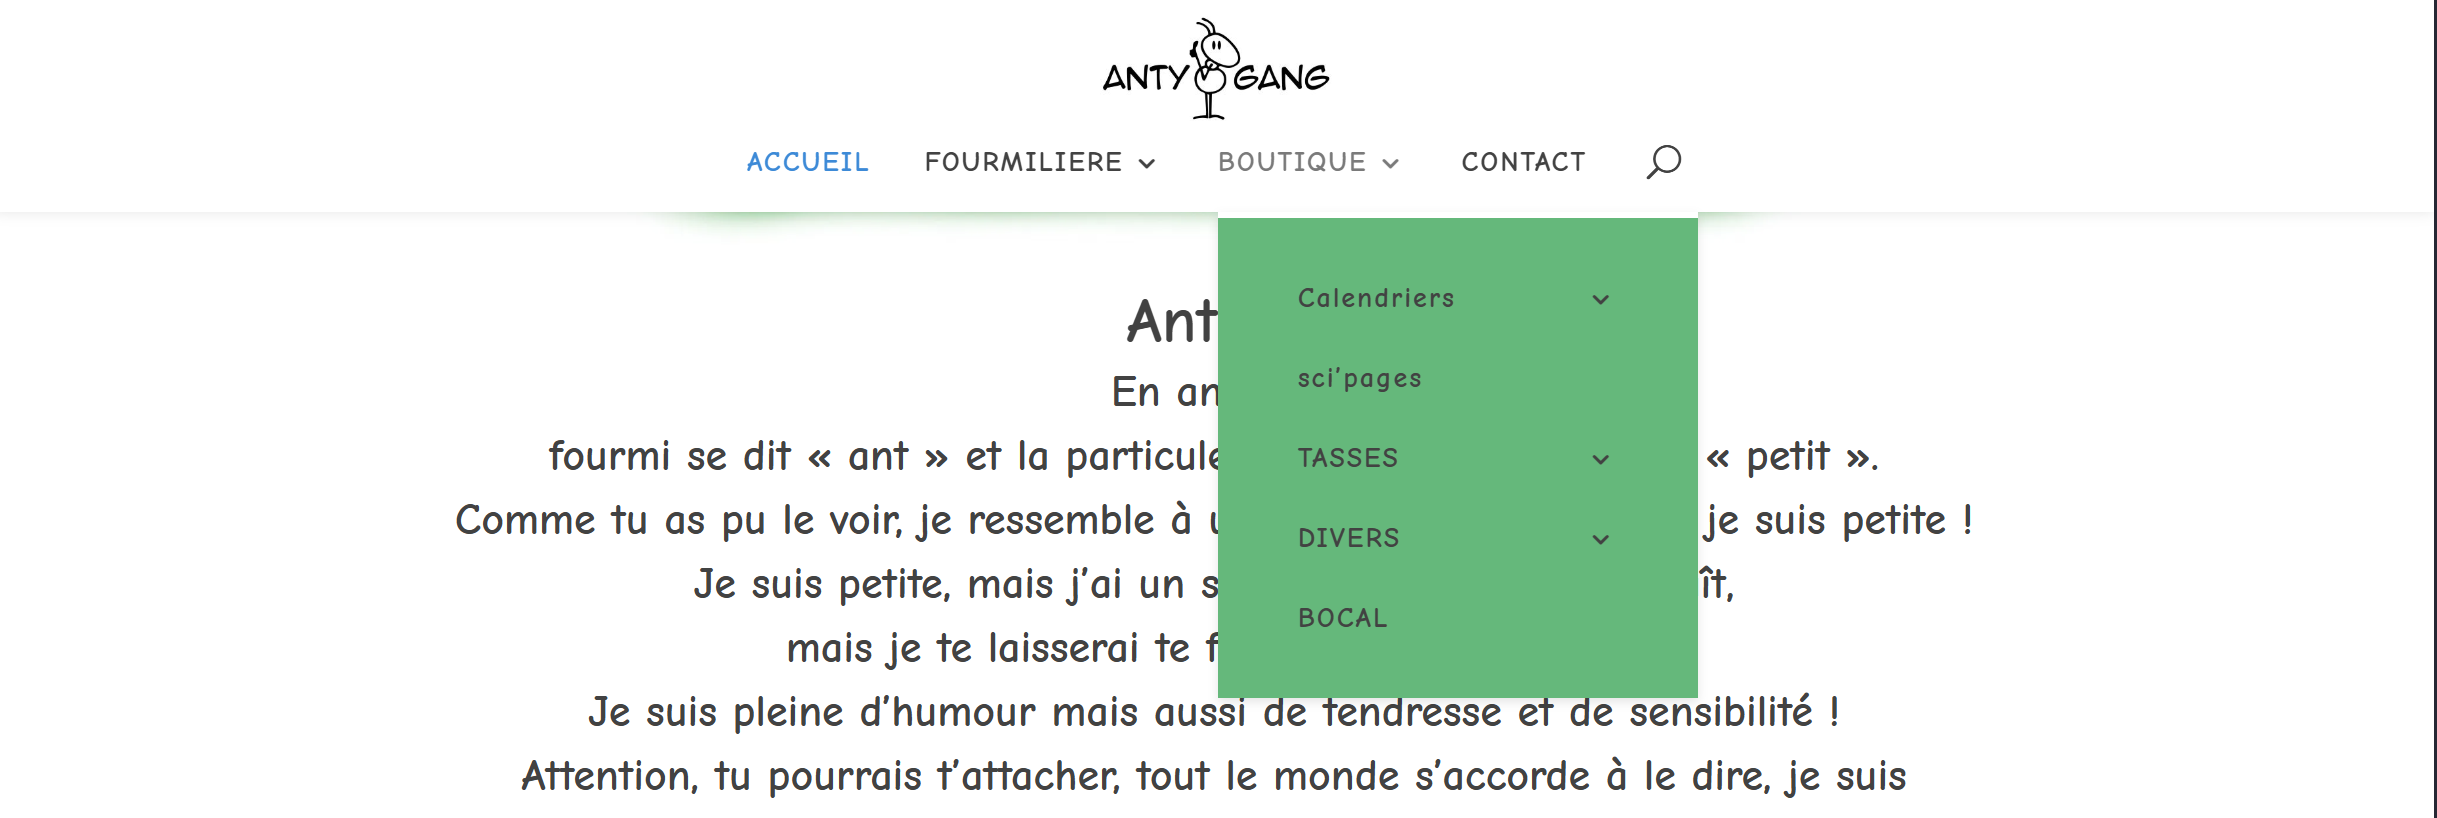 ANTY GANG
ACCUEIL FOURMILIERE BOUTIQUE CONTACT
Calendriers
sci'pages
TASSES
DIVERS
BOCAL
En
fourmi se dit « ant » et la particule « petit ».
Comme tu as pu le voir, je ressemble à je suis petite !
Je suis petite, mais j'ai un
mais je te laisserai te
Je suis pleine d'humour mais aussi de tendresse et de sensibilité !
Attention, tu pourrais t'attacher, tout le monde s'accorde à le dire, je suis